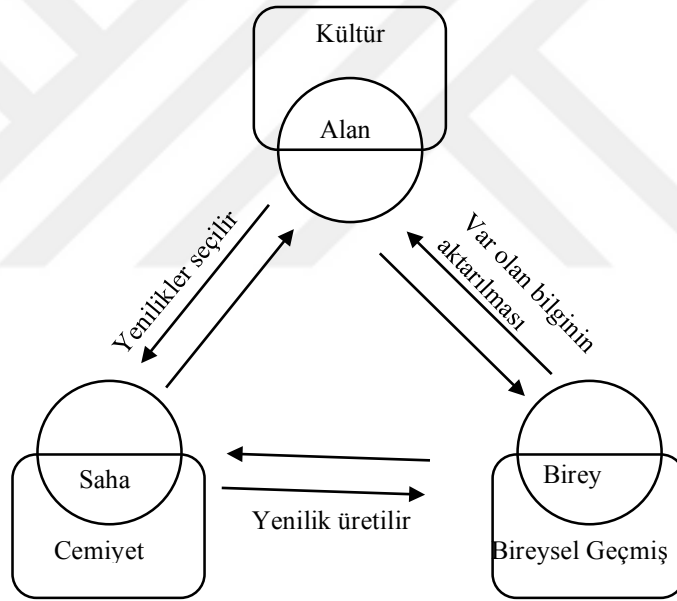 Kültür
Alan
Yenilikler seçilir
Var olan bilginin
aktarılması
Saha
Cemiyet
Birey
Bireysel Geçmiş
Yenilik üretilir